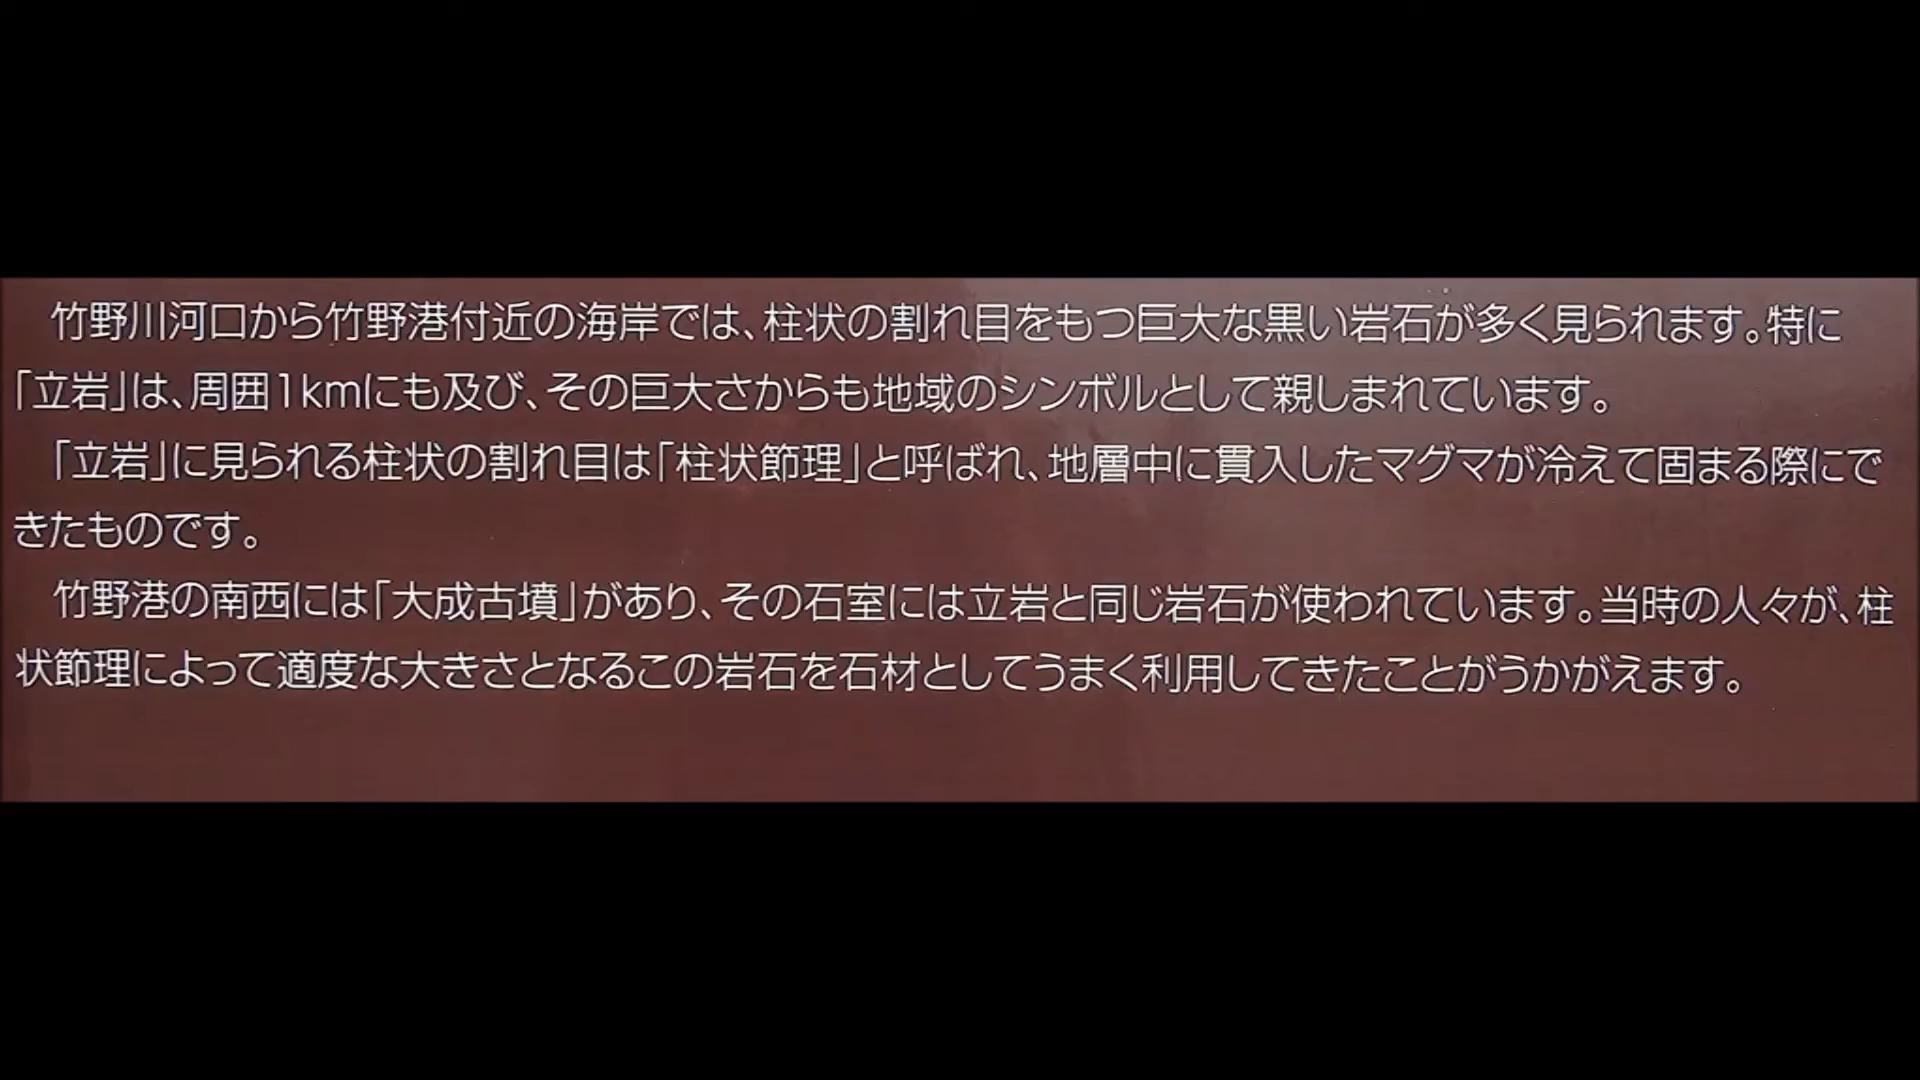 竹野川河口から竹野港付近の海岸では、柱状の割れ目をもつ巨大な黒い岩石が多く見られます。特に
「立岩」は、周囲1kmにも及び、その巨大さからも地域のシンボルとして親しまれています。
「立岩」に見られる柱状の割れ目は「柱状節理」と呼ばれ、地層中に貫入したマグマが冷えて固まる際にで
きたものです。
竹野港の南西には「大成古墳」があり、その石室には立岩と同じ岩石が使われています。当時の人々が、柱
状節理によって適度な大きさとなるこの岩石を石材としてうまく利用してきたことがうかがえます。